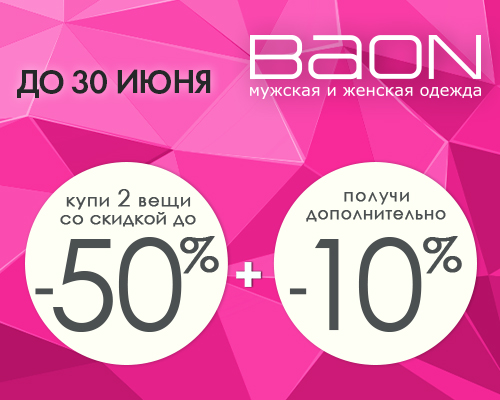 BAON
мужская и женская одежда
ДО 30 ИЮНЯ
купи 2 вещи
со скидкой до
-50%
+
получи
дополнительно
-10%